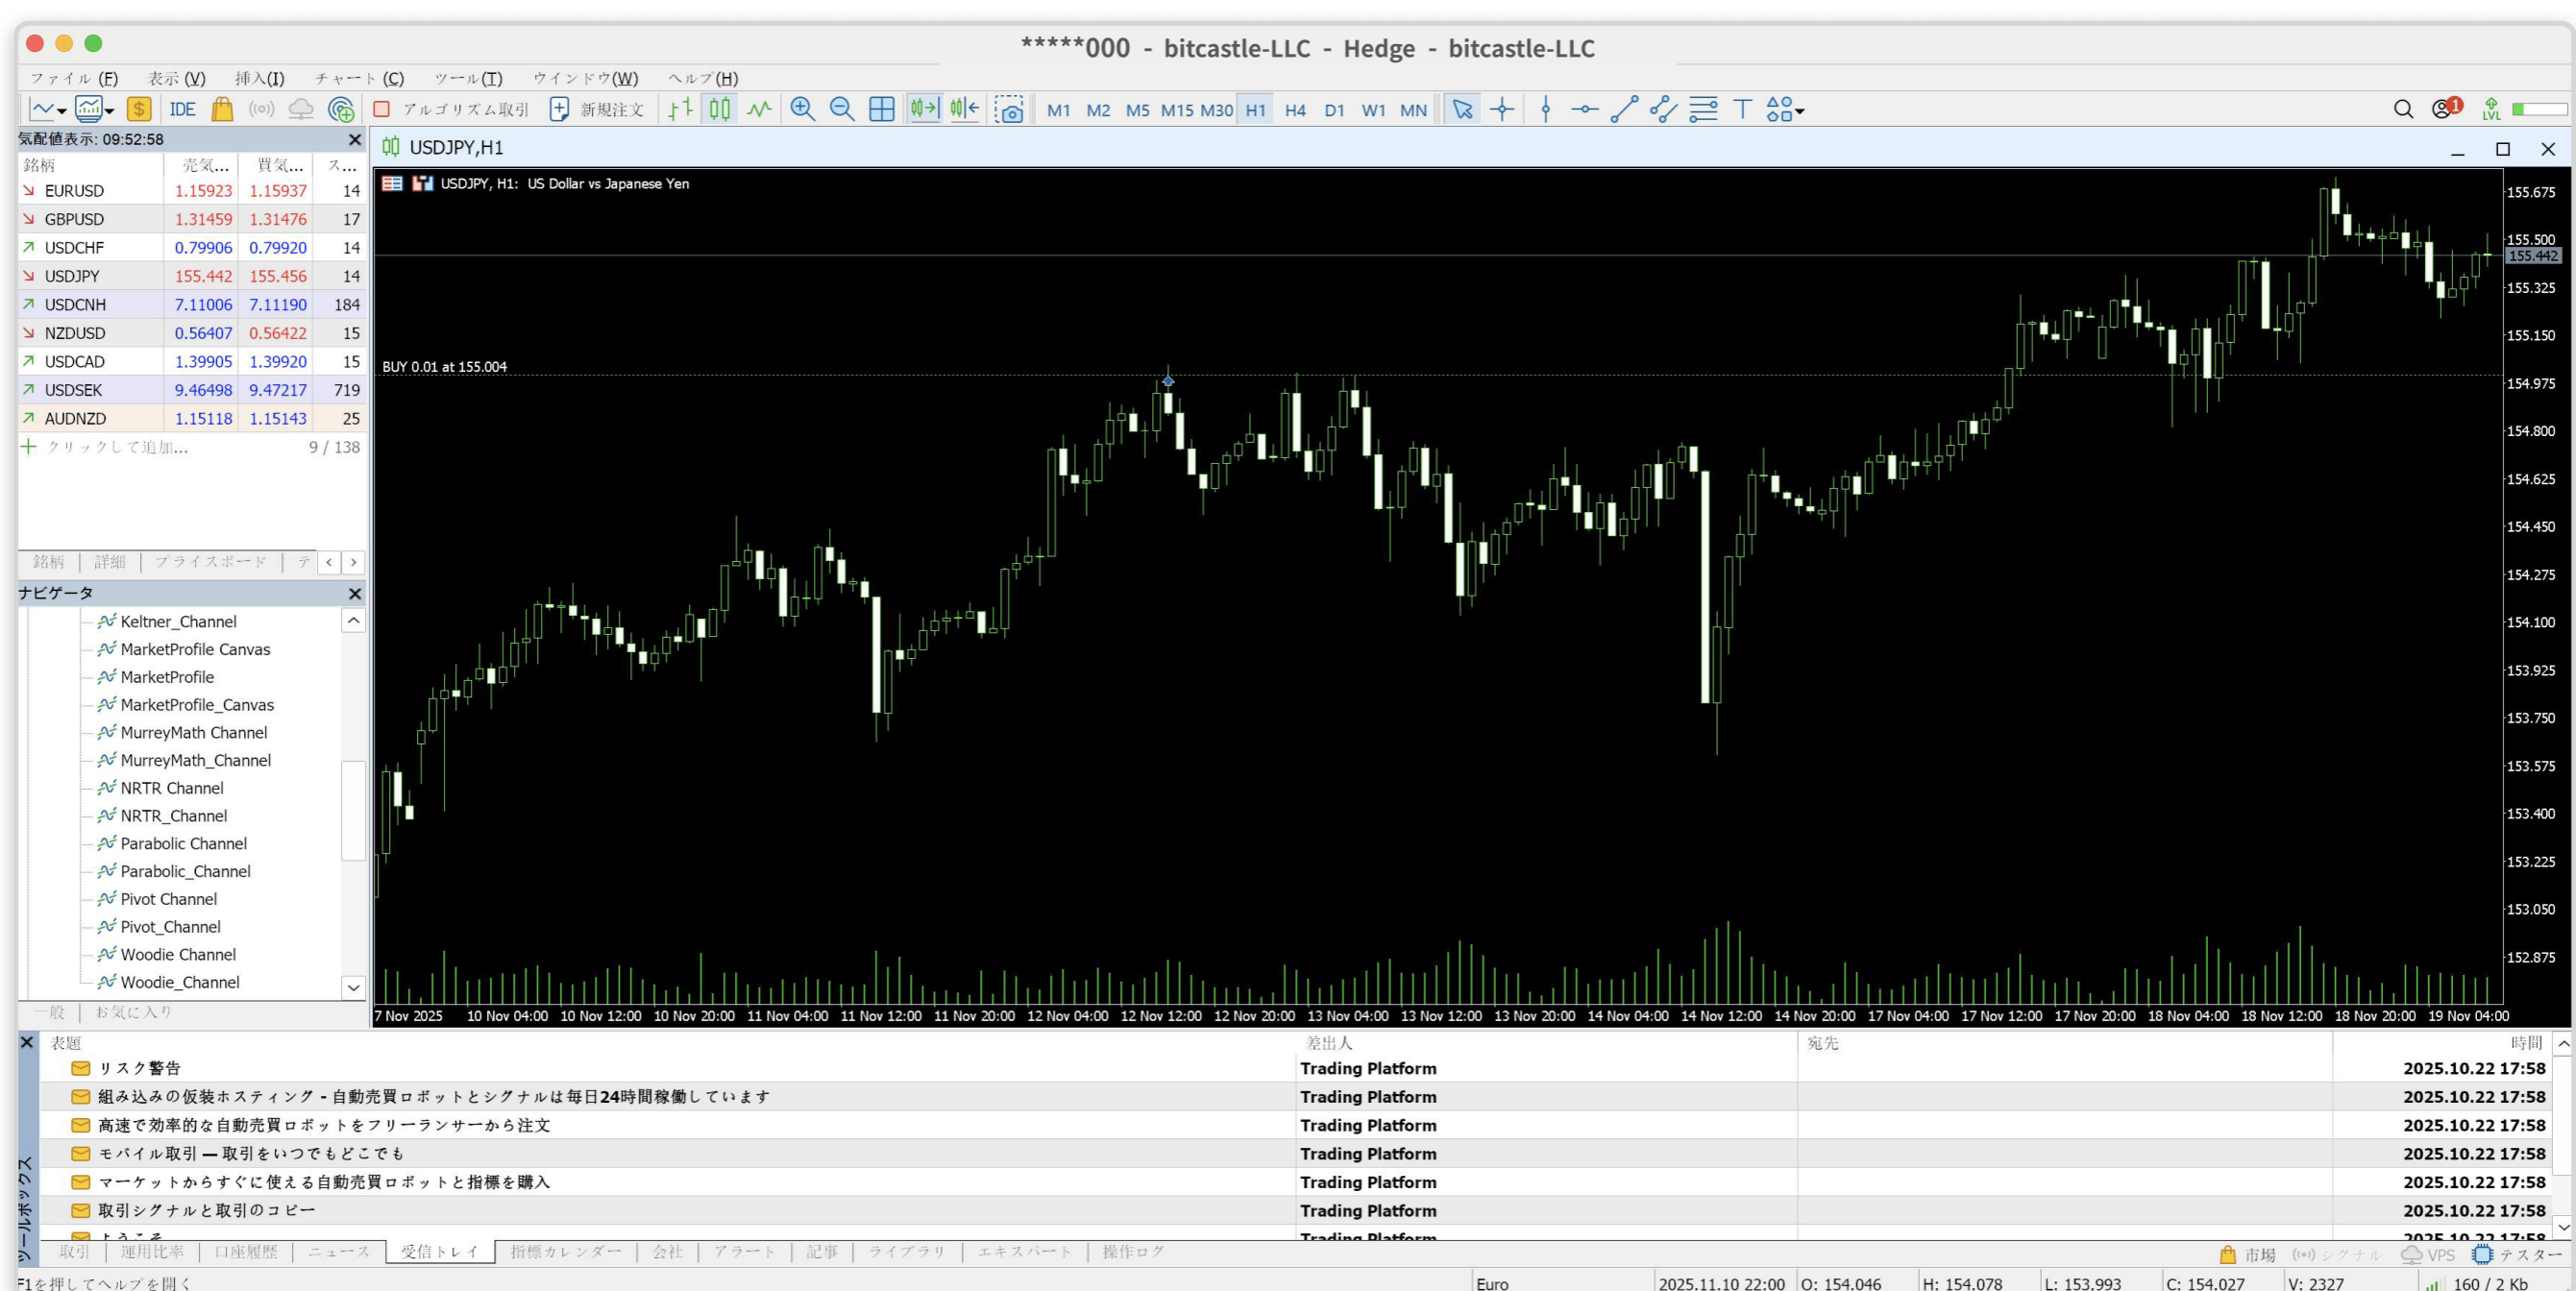 *****000 - bitcastle-LLC - Hedge - bitcastle-LLC
ファイル (F) 表示 (V) 挿入(I) チャート (C) ツール(T) ウインドウ(W) ヘルプ(H)
IDE アルゴリズム取引 新規注文 M1 M2 M5 M15 M30 H1 H4 D1 W1 MN 1 LVL
気配値表示: 09:52:58
銘柄 売気... 買気... ス...
EURUSD 1.15923 1.15937 14
GBPUSD 1.31459 1.31476 17
USDCHF 0.79906 0.79920 14
USDJPY 155.442 155.456 14
USDCNH 7.11006 7.11190 184
NZDUSD 0.56407 0.56422 15
USDCAD 1.39905 1.39920 15
USDSEK 9.46498 9.47217 719
AUDNZD 1.15118 1.15143 25
クリックして追加... 9 / 138
銘柄 詳細 プライスボード テ
ナビゲータ
Keltner_Channel
MarketProfile Canvas
MarketProfile
MarketProfile_Canvas
MurreyMath Channel
MurreyMath_Channel
NRTR Channel
NRTR_Channel
Parabolic Channel
Parabolic_Channel
Pivot Channel
Pivot_Channel
Woodie Channel
Woodie_Channel
一般 お気に入り
USDJPY,H1
USDJPY, H1: US Dollar vs Japanese Yen
BUY 0.01 at 155.004
155.675
155.500
155.442
155.325
155.150
154.975
154.800
154.625
154.450
154.275
154.100
153.925
153.750
153.575
153.400
153.225
153.050
152.875
7 Nov 2025 10 Nov 04:00 10 Nov 12:00 10 Nov 20:00 11 Nov 04:00 11 Nov 12:00 11 Nov 20:00 12 Nov 04:00 12 Nov 12:00 12 Nov 20:00 13 Nov 04:00 13 Nov 12:00 13 Nov 20:00 14 Nov 04:00 14 Nov 12:00 14 Nov 20:00 17 Nov 04:00 17 Nov 12:00 17 Nov 20:00 18 Nov 04:00 18 Nov 12:00 18 Nov 20:00 19 Nov 04:00
表題 差出人 宛先 時間
リスク警告 Trading Platform 2025.10.22 17:58
組み込みの仮装ホスティング - 自動売買ロボットとシグナルは毎日24時間稼働しています Trading Platform 2025.10.22 17:58
高速で効率的な自動売買ロボットをフリーランサーから注文 Trading Platform 2025.10.22 17:58
モバイル取引 — 取引をいつでもどこでも Trading Platform 2025.10.22 17:58
マーケットからすぐに使える自動売買ロボットと指標を購入 Trading Platform 2025.10.22 17:58
取引シグナルと取引のコピー Trading Platform 2025.10.22 17:58
ようこそ Trading Platform 2025.10.22 17:58
ツールボックス
取引 運用比率 口座履歴 ニュース 受信トレイ 指標カレンダー 会社 アラート 記事 ライブラリ エキスパート 操作ログ 市場 シグナル VPS テスター
F1を押してヘルプを開く Euro 2025.11.10 22:00 O: 154.046 H: 154.078 L: 153.993 C: 154.027 V: 2327 160 / 2 Kb